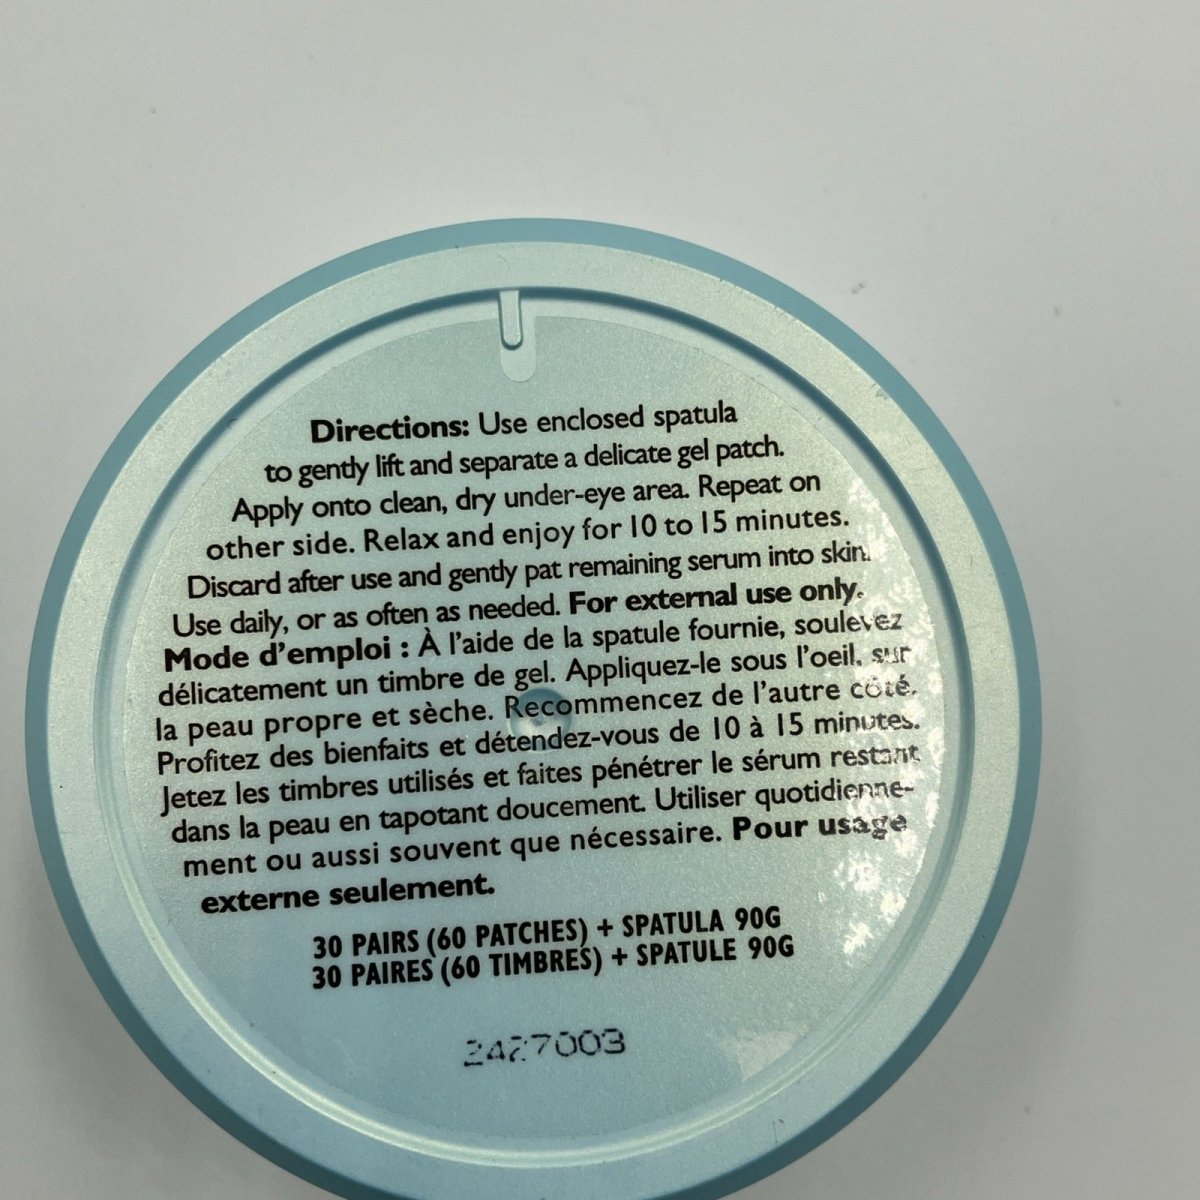 Directions: Use enclosed spatula
to gently lift and separate a delicate gel patch.
Apply onto clean, dry under-eye area. Repeat on
other side. Relax and enjoy for 10 to 15 minutes.
Discard after use and gently pat remaining serum into skin.
Use daily, or as often as needed. For external use only.
Mode d'emploi : À l'aide de la spatule fournie, soulevez
délicatement un timbre de gel. Appliquez-le sous l'oeil, sur
la peau propre et sèche. Recommencez de l'autre côté.
Profitez des bienfaits et détendez-vous de 10 à 15 minutes.
Jetez les timbres utilisés et faites pénétrer le sérum restant
dans la peau en tapotant doucement. Utiliser quotidienne-
ment ou aussi souvent que nécessaire. Pour usage
externe seulement.
30 PAIRS (60 PATCHES) + SPATULA 90G
30 PAIRES (60 TIMBRES) + SPATULE 90G
2427003